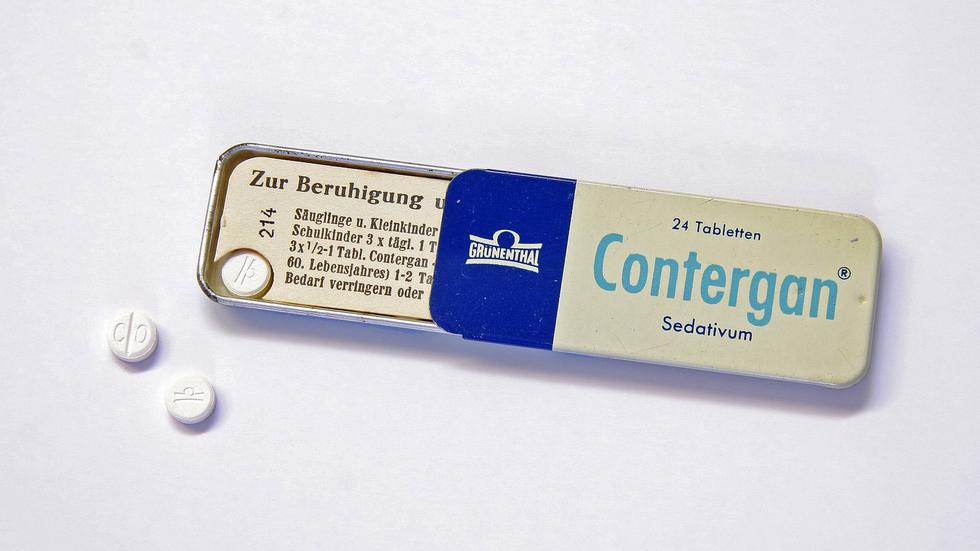 Zur Beruhigung u
214
Säuglinge u. Kleinkinder
Schulkinder 3 x tägl. 1 T
3x1/2-1 Tabl. Contergan
60. Lebensjahres) 1-2 Ta
Bedarf verringern oder
GRÜNENTHAL
24 Tabletten
Contergan®
Sedativum
C O